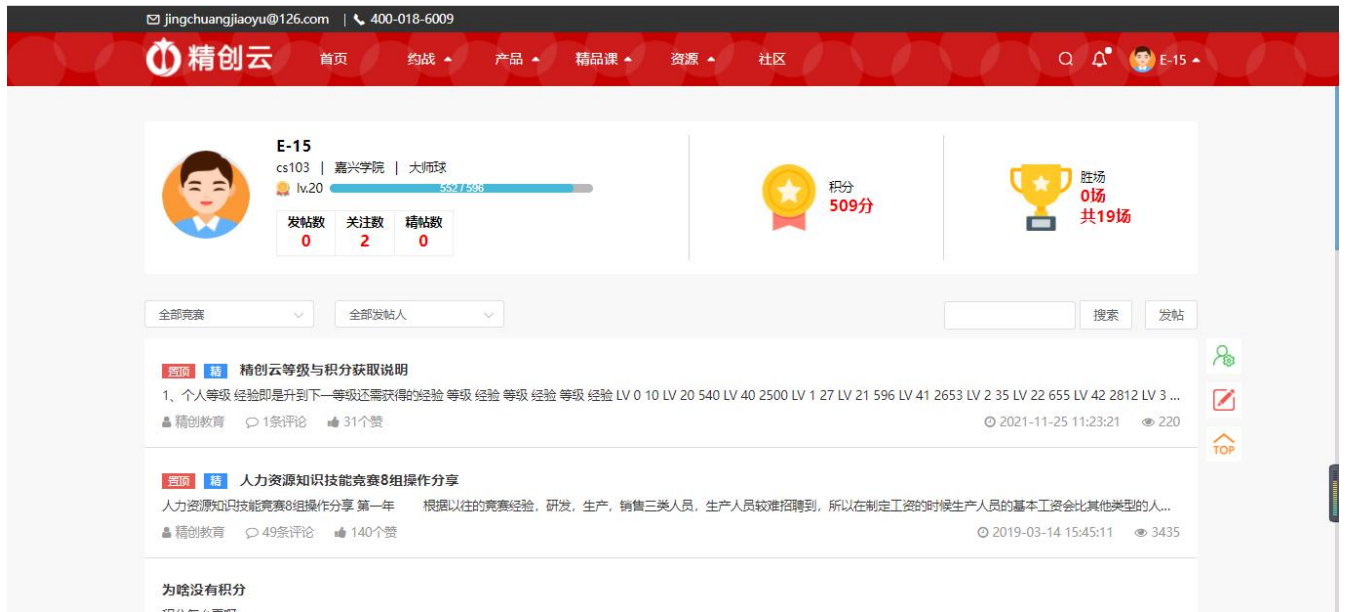 jingchuangjiaoyu@126.com | 400-018-6009
精创云 首页 约战 产品 精品课 资源 社区 E-15
E-15
cs103 | 嘉兴学院 | 大师球
lv.20 552 / 596
发帖数 关注数 精帖数
0 2 0
积分
509分
胜场
0场
共19场
全部竞赛 全部发帖人 搜索 发帖
置顶 精 精创云等级与积分获取说明
1、个人等级 经验即是升到下一等级还需获得的经验 等级 经验 等级 经验 等级 经验 LV 0 10 LV 20 540 LV 40 2500 LV 1 27 LV 21 596 LV 41 2653 LV 2 35 LV 22 655 LV 42 2812 LV 3 ...
精创教育 1条评论 31个赞 2021-11-25 11:23:21 220
TOP
置顶 精 人力资源知识技能竞赛8组操作分享
人力资源知识技能竞赛8组操作分享 第一年 根据以往的竞赛经验，研发，生产，销售三类人员，生产人员较难招聘到，所以在制定工资的时候生产人员的基本工资会比其他类型的人...
精创教育 49条评论 140个赞 2019-03-14 15:45:11 3435
为啥没有积分